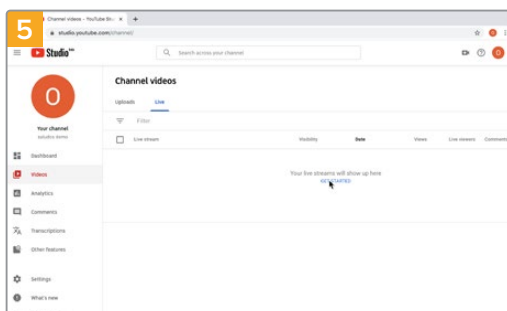 5
Channel videos - YouTube Stu
studio.youtube.com/channel/
Studio
Search across your channel
O
Your channel
Channel videos
Uploads Live
Filter
Live stream Visibility Date Views Live viewers Comments
Your live streams will show up here
GET STARTED
Dashboard
Videos
Analytics
Comments
Transcriptions
Other features
Settings
What's new